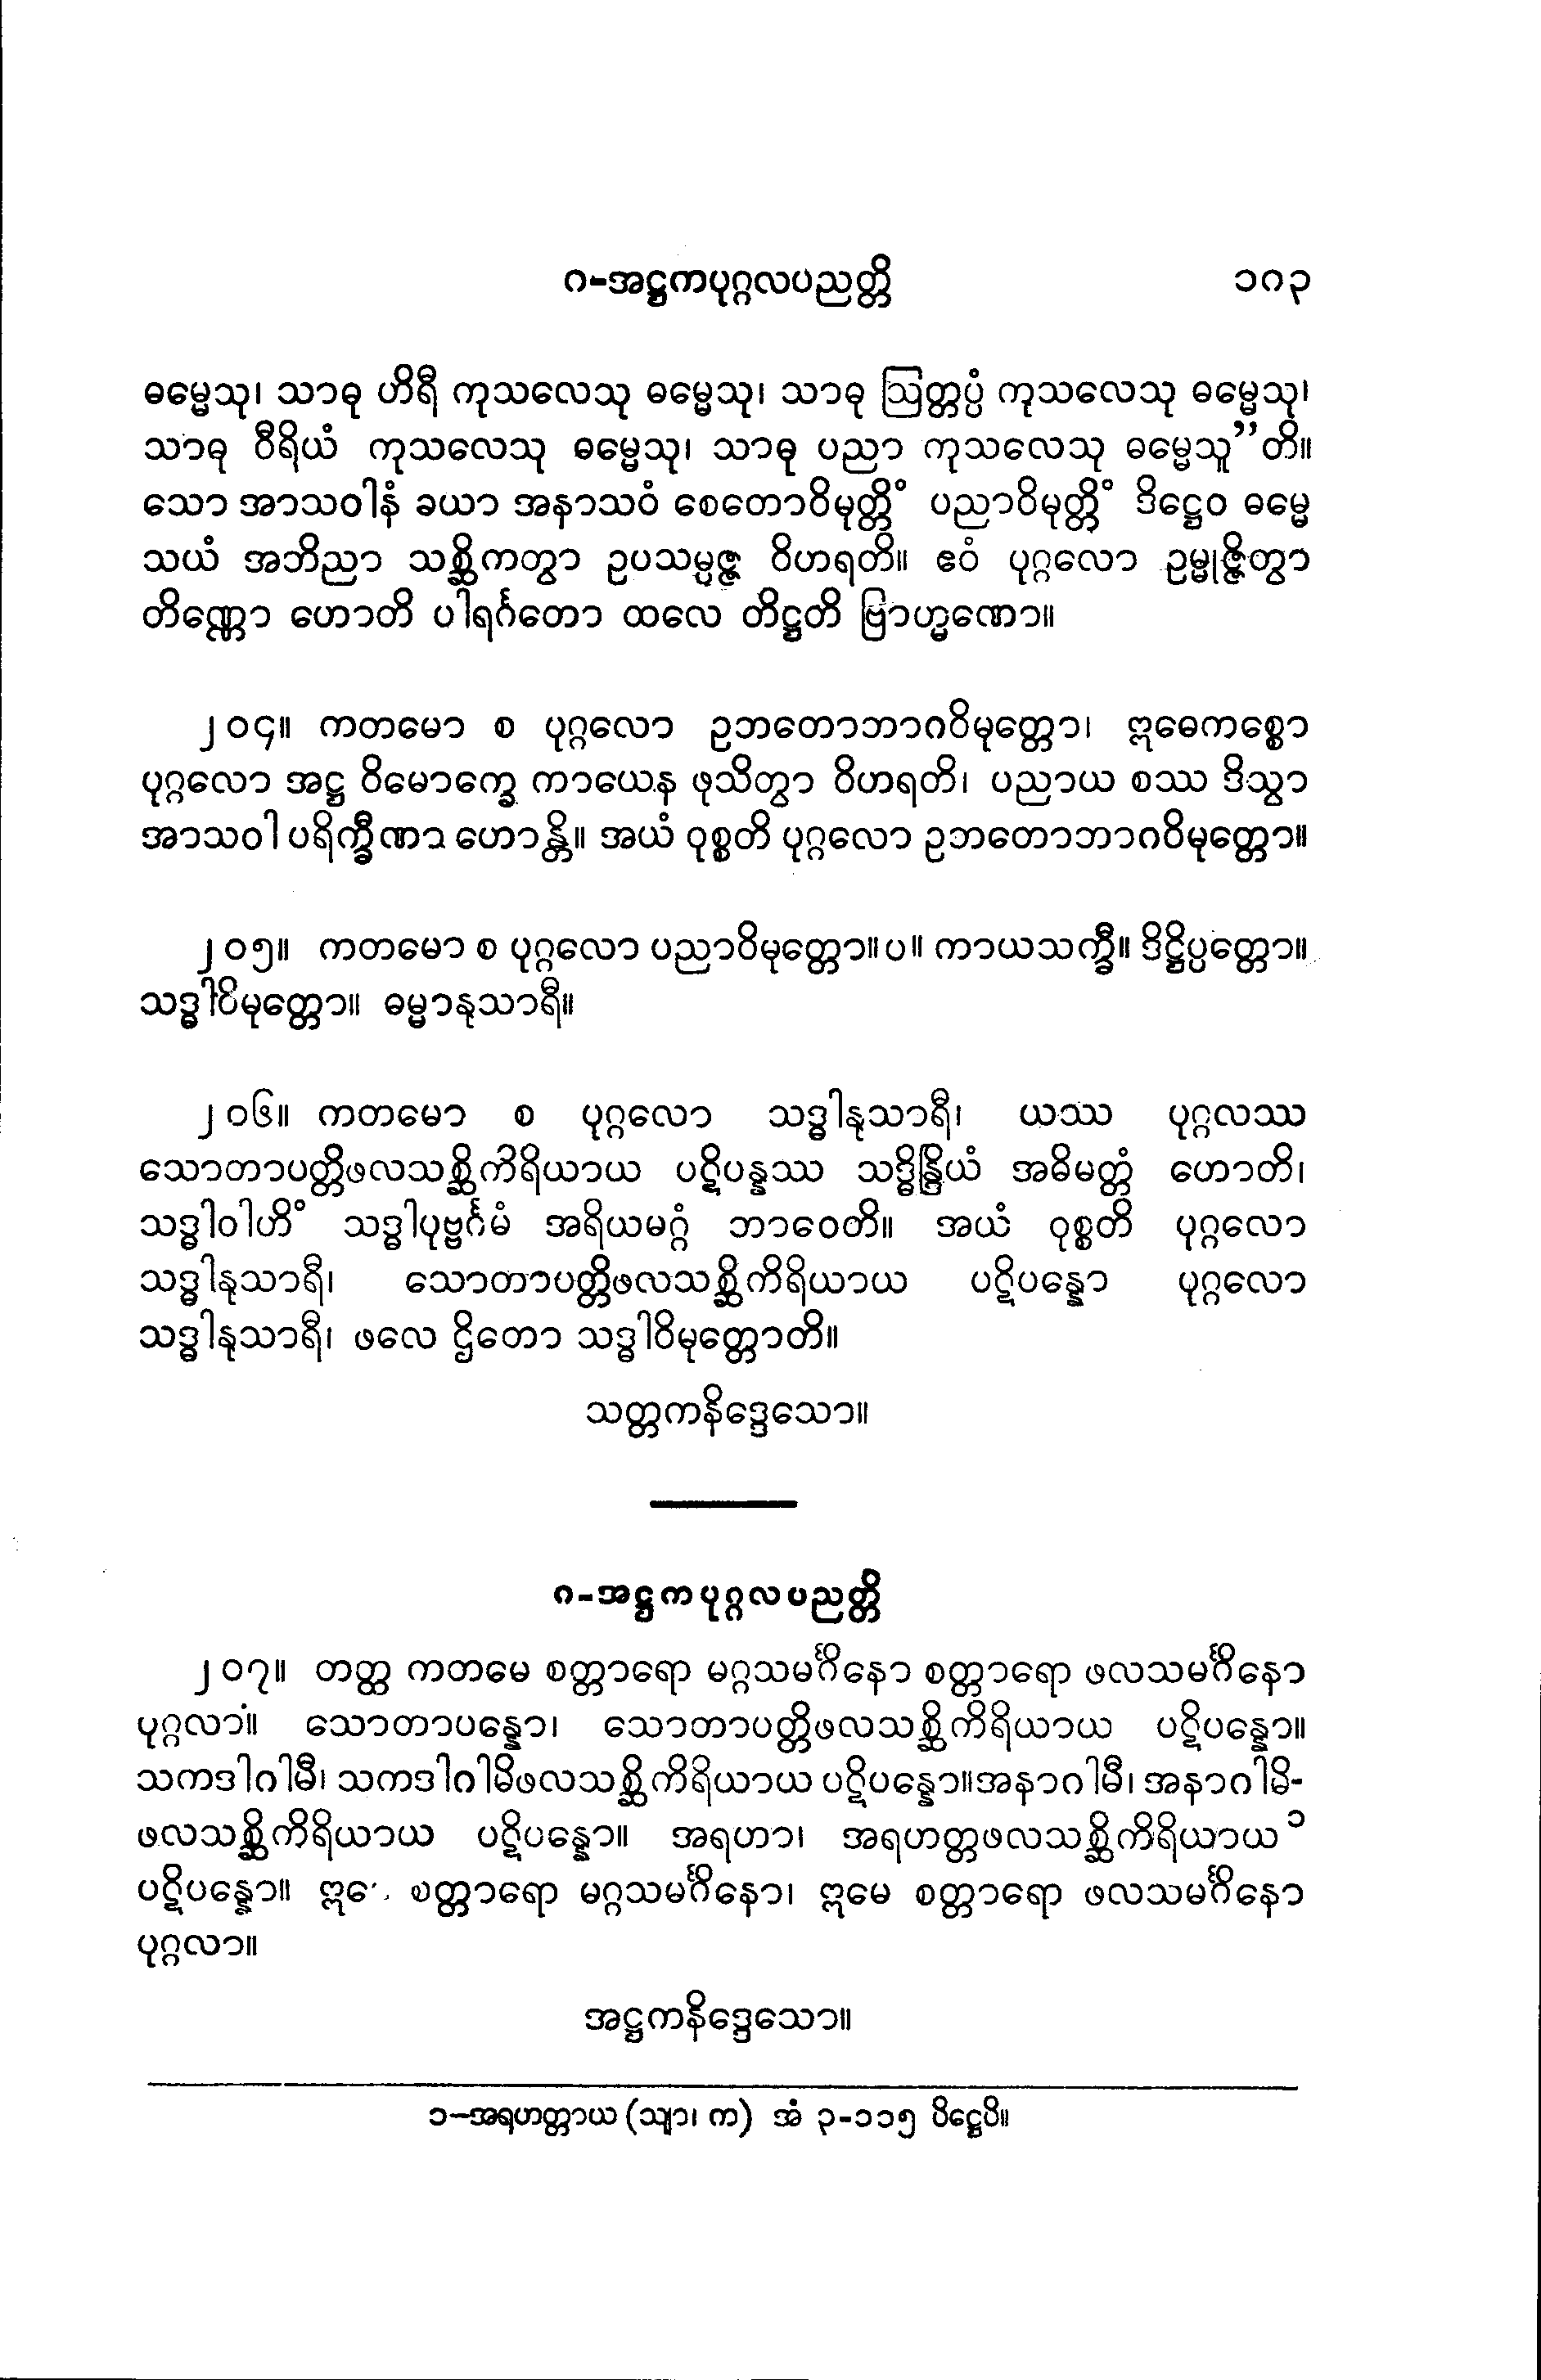 ဂ-အဋ္ဌကပုဂ္ဂလပညတ္တိ ၁၀၃
ဓမ္မေသု၊ သာဓု ဟိရီ ကုသလေသု ဓမ္မေသု၊ သာဓု ဩတ္တပ္ပံ ကုသလေသု ဓမ္မေသု၊
သာဓု ဝီရိယံ ကုသလေသု ဓမ္မေသု၊ သာဓု ပညာ ကုသလေသု ဓမ္မေသူ”တိ။
သော အာသဝါနံ ခယာ အနာသဝံ စေတောဝိမုတ္တိံ ပညာဝိမုတ္တိံ ဒိဋ္ဌေဝ ဓမ္မေ
သယံ အဘိညာ သစ္ဆိကတွာ ဥပသမ္ပဇ္ဇ ဝိဟရတိ။ ဧဝံ ပုဂ္ဂလော ဥမ္မုဇ္ဇိတွာ
တိဏ္ဏော ဟောတိ ပါရင်္ဂတော ထလေ တိဋ္ဌတိ ဗြာဟ္မဏော။
၂၀၄။ ကတမော စ ပုဂ္ဂလော ဥဘတောဘာဂဝိမုတ္တော၊ ဣဓေကစ္စော
ပုဂ္ဂလော အဋ္ဌ ဝိမောက္ခေ ကာယေန ဖုသိတွာ ဝိဟရတိ၊ ပညာယ စဿ ဒိသွာ
အာသဝါ ပရိက္ခီဏာ ဟောန္တိ။ အယံ ဝုစ္စတိ ပုဂ္ဂလော ဥဘတောဘာဂဝိမုတ္တော။
၂၀၅။ ကတမော စ ပုဂ္ဂလော ပညာဝိမုတ္တော။ပ။ ကာယသက္ခီ။ ဒိဋ္ဌိပ္ပတ္တော။
သဒ္ဓါဝိမုတ္တော။ ဓမ္မာနုသာရီ။
၂၀၆။ ကတမော စ ပုဂ္ဂလော သဒ္ဓါနုသာရီ၊ ယဿ ပုဂ္ဂလဿ
သောတာပတ္တိဖလသစ္ဆိကိရိယာယ ပဋိပန္နဿ သဒ္ဓိန္ဒြိယံ အဓိမတ္တံ ဟောတိ၊
သဒ္ဓါဝါဟိံ သဒ္ဓါပုဗ္ဗင်္ဂမံ အရိယမဂ္ဂံ ဘာဝေတိ။ အယံ ဝုစ္စတိ ပုဂ္ဂလော
သဒ္ဓါနုသာရီ၊ သောတာပတ္တိဖလသစ္ဆိကိရိယာယ ပဋိပန္နော ပုဂ္ဂလော
သဒ္ဓါနုသာရီ၊ ဖလေ ဌိတော သဒ္ဓါဝိမုတ္တောတိ။
သတ္တကနိဒ္ဒေသော။
ဂ-အဋ္ဌကပုဂ္ဂလပညတ္တိ
၂၀၇။ တတ္ထ ကတမေ စတ္တာရော မဂ္ဂသမင်္ဂိနော စတ္တာရော ဖလသမင်္ဂိနော
ပုဂ္ဂလာ။ သောတာပန္နော၊ သောတာပတ္တိဖလသစ္ဆိကိရိယာယ ပဋိပန္နော။
သကဒါဂါမီ၊ သကဒါဂါမိဖလသစ္ဆိကိရိယာယ ပဋိပန္နော။အနာဂါမီ၊ အနာဂါမိ-
ဖလသစ္ဆိကိရိယာယ ပဋိပန္နော။ အရဟာ၊ အရဟတ္တဖလသစ္ဆိကိရိယာယ ၁
ပဋိပန္နော။ စတ္တာရော မဂ္ဂသမင်္ဂိနော၊ ဣမေ စတ္တာရော ဖလသမင်္ဂိနော
ပုဂ္ဂလာ။
အဋ္ဌကနိဒ္ဒေသော။
၁-အရဟတ္တာယ (သျာ၊ က) အံ ၃-၁၁၅ ပိဋ္ဌေပိ။